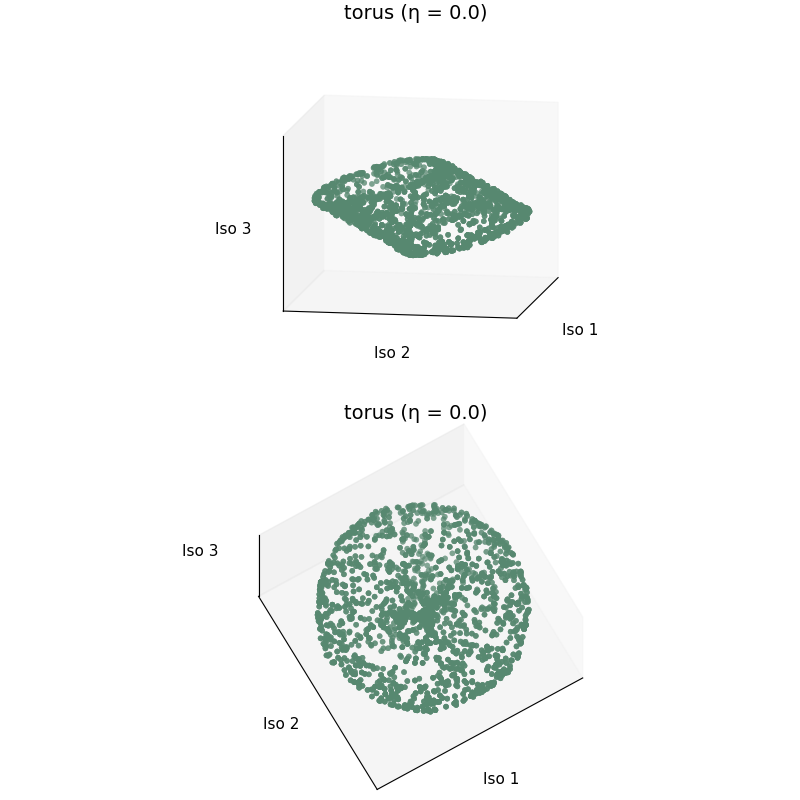 torus (η = 0.0)
Iso 3
Iso 1
Iso 2
torus (η = 0.0)
Iso 3
Iso 2
Iso 1